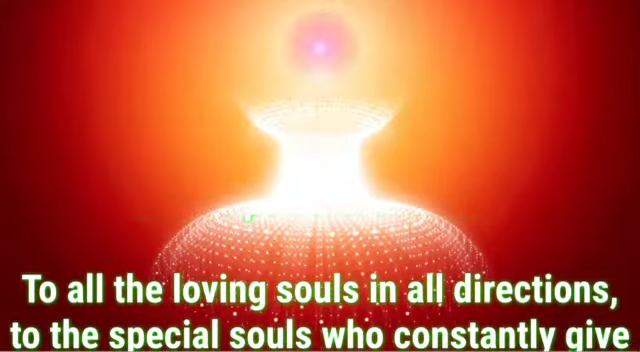 To all the loving souls in all directions,
to the special souls who constantly give